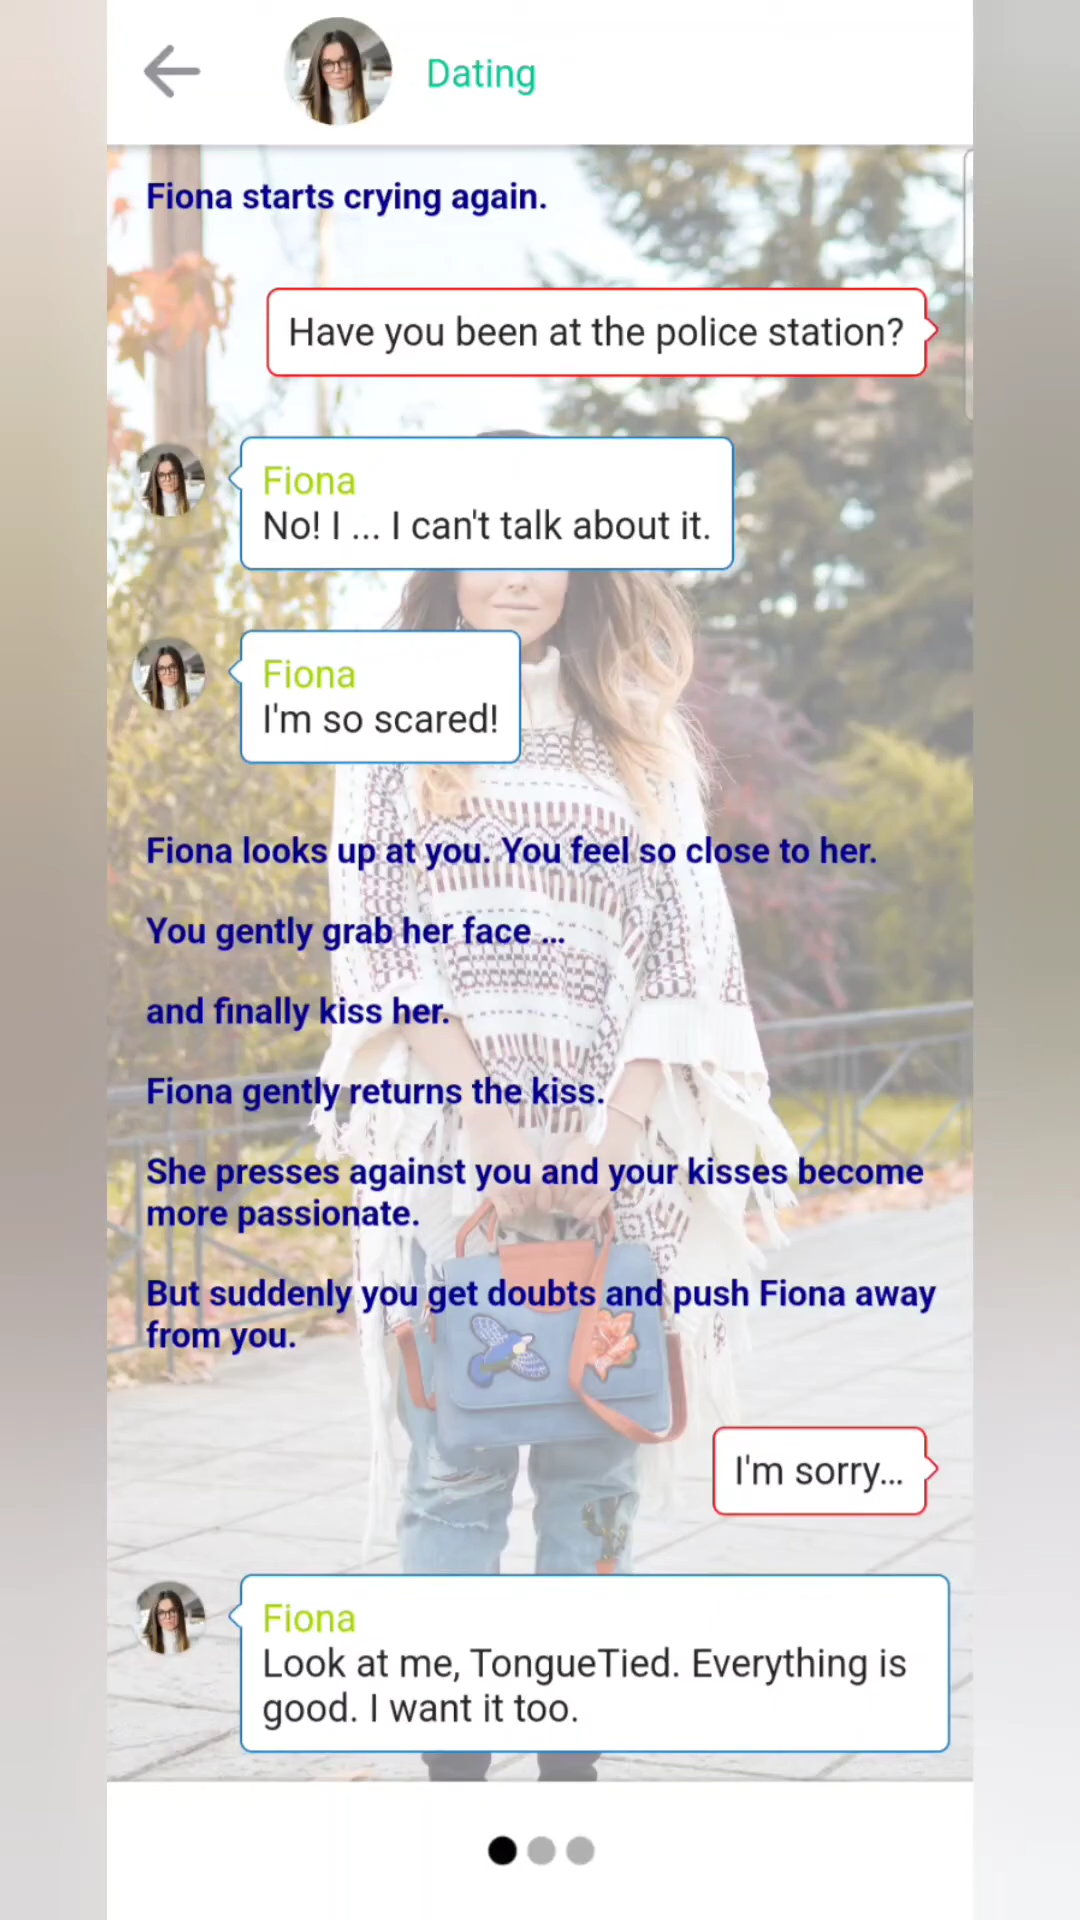 Dating
Fiona starts crying again.
Have you been at the police station?
Fiona
No! I ... I can't talk about it.
Fiona
I'm so scared!
Fiona looks up at you. You feel so close to her.
You gently grab her face ...
and finally kiss her.
Fiona gently returns the kiss.
She presses against you and your kisses become
more passionate.
But suddenly you get doubts and push Fiona away
from you.
I'm sorry...
Fiona
Look at me, TongueTied. Everything is
good. I want it too.